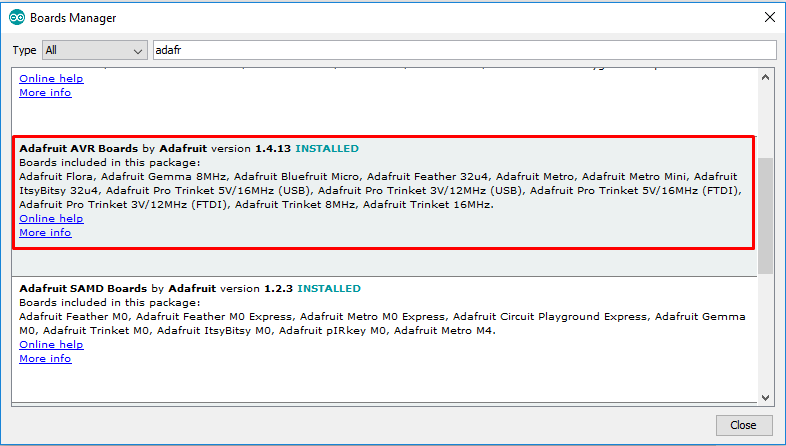 Boards Manager
Type All adafr
Online help
More info
Adafruit AVR Boards by Adafruit version 1.4.13 INSTALLED
Boards included in this package:
Adafruit Flora, Adafruit Gemma 8MHz, Adafruit Bluefruit Micro, Adafruit Feather 32u4, Adafruit Metro, Adafruit Metro Mini, Adafruit
ItsyBitsy 32u4, Adafruit Pro Trinket 5V/16MHz (USB), Adafruit Pro Trinket 3V/12MHz (USB), Adafruit Pro Trinket 5V/16MHz (FTDI),
Adafruit Pro Trinket 3V/12MHz (FTDI), Adafruit Trinket 8MHz, Adafruit Trinket 16MHz.
Online help
More info
Adafruit SAMD Boards by Adafruit version 1.2.3 INSTALLED
Boards included in this package:
Adafruit Feather M0, Adafruit Feather M0 Express, Adafruit Metro M0 Express, Adafruit Circuit Playground Express, Adafruit Gemma
M0, Adafruit Trinket M0, Adafruit ItsyBitsy M0, Adafruit pIRkey M0, Adafruit Metro M4.
Online help
More info
Close